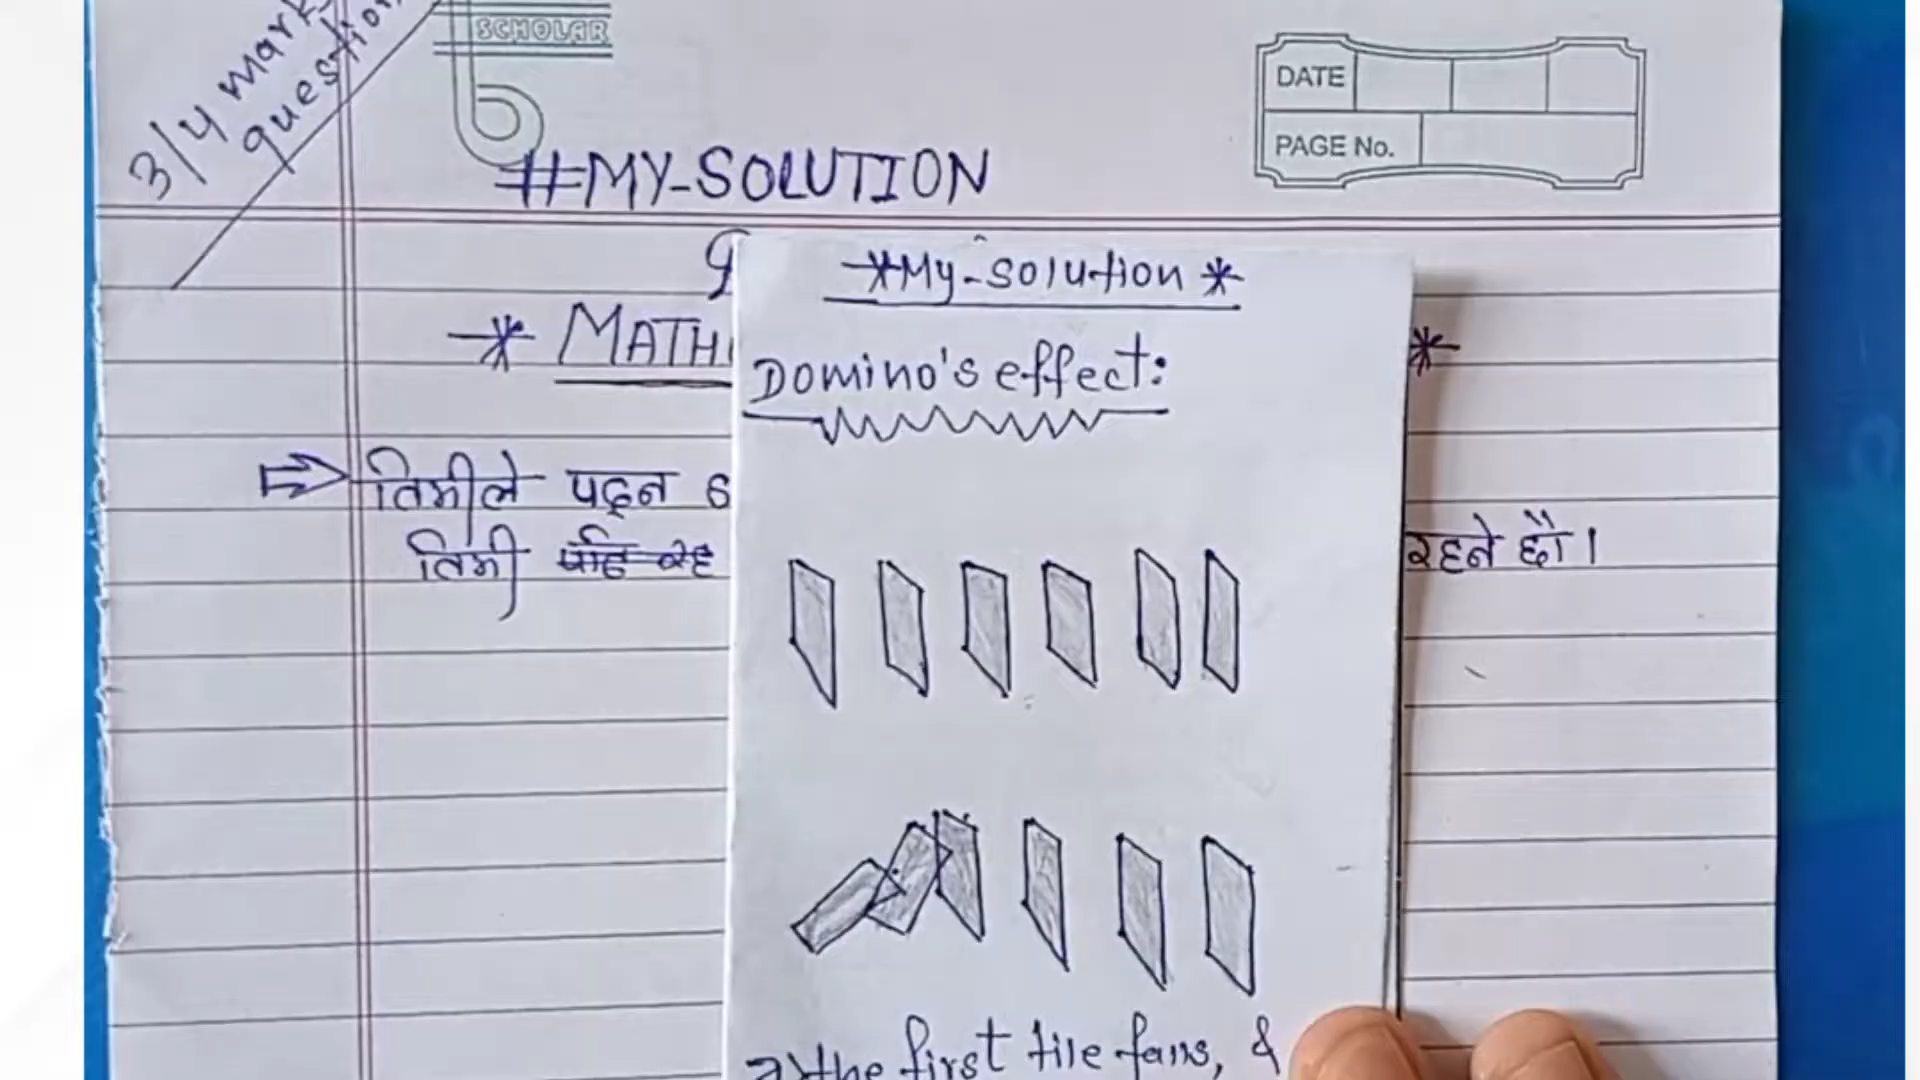 3/4 mark
question
SCHOLAR
DATE
PAGE No.
#MY-SOLUTION
*My-solution*
* MATH *
Domino's effect:
तिमीले पढ्न
तिमी रहने छौं।
a) the first tile falls, &